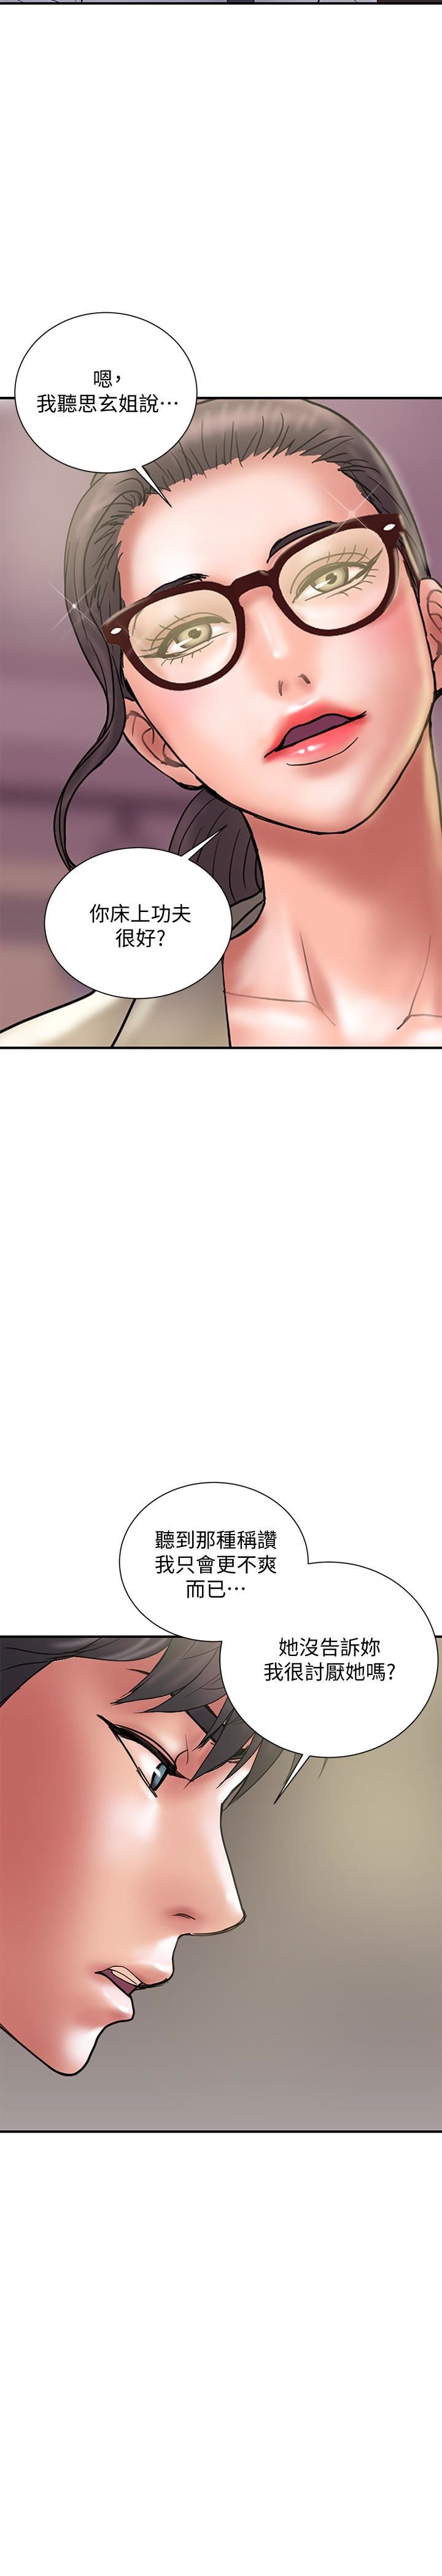 嗯，
我聽思玄姐說⋯
你床上功夫
很好?
聽到那種稱讚
我只會更不爽
而已⋯
她沒告訴妳
我很討厭她嗎?